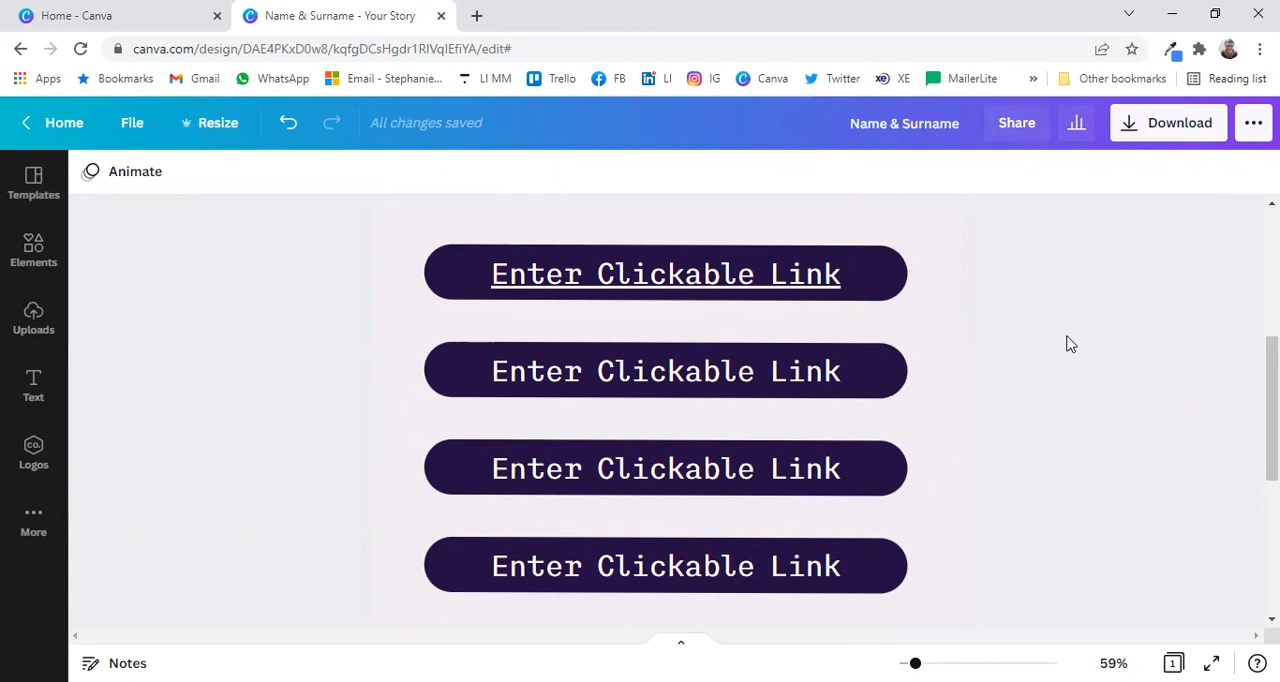 Home - Canva
Name & Surname - Your Story
canva.com/design/DAE4PKxD0w8/kqfgDCsHgdr1RlVqIEfiYA/edit#
Apps Bookmarks Gmail WhatsApp Email - Stephanie... LI MM Trello FB LI IG Canva Twitter XE MailerLite » Other bookmarks Reading list
Home File Resize All changes saved Name & Surname Share Download
Animate
Templates
Elements
Uploads
Text
CO.
Logos
More
Enter Clickable Link
Enter Clickable Link
Enter Clickable Link
Enter Clickable Link
Notes 59% 1 ?